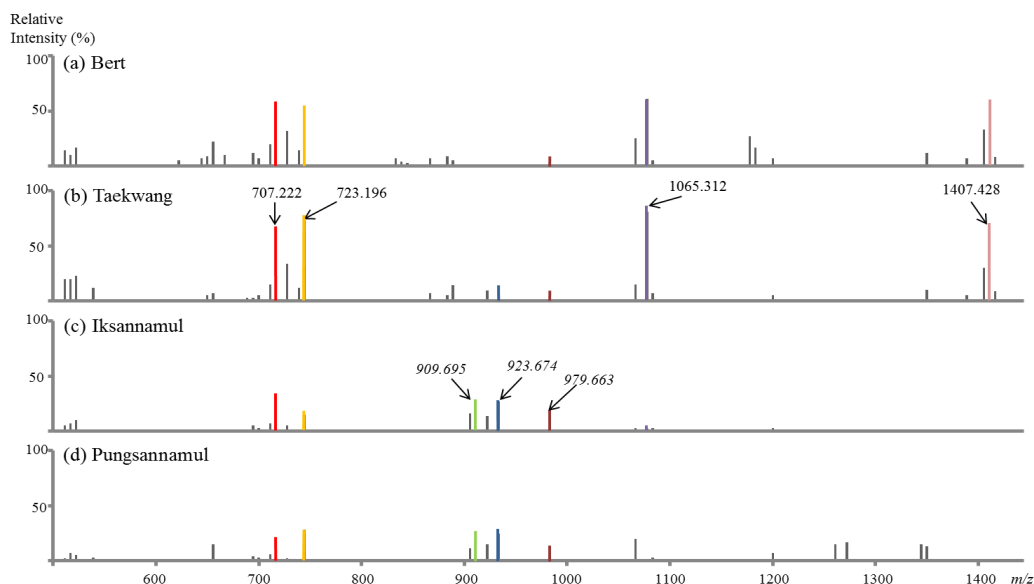 Relative
Intensity (%)
100
(a) Bert
50
100
(b) Taekwang
707.222
723.196
1065.312
1407.428
50
100
(c) Iksannamul
909.695
923.674
979.663
50
100
(d) Pungsannamul
50
600 700 800 900 1000 1100 1200 1300 1400 m/z